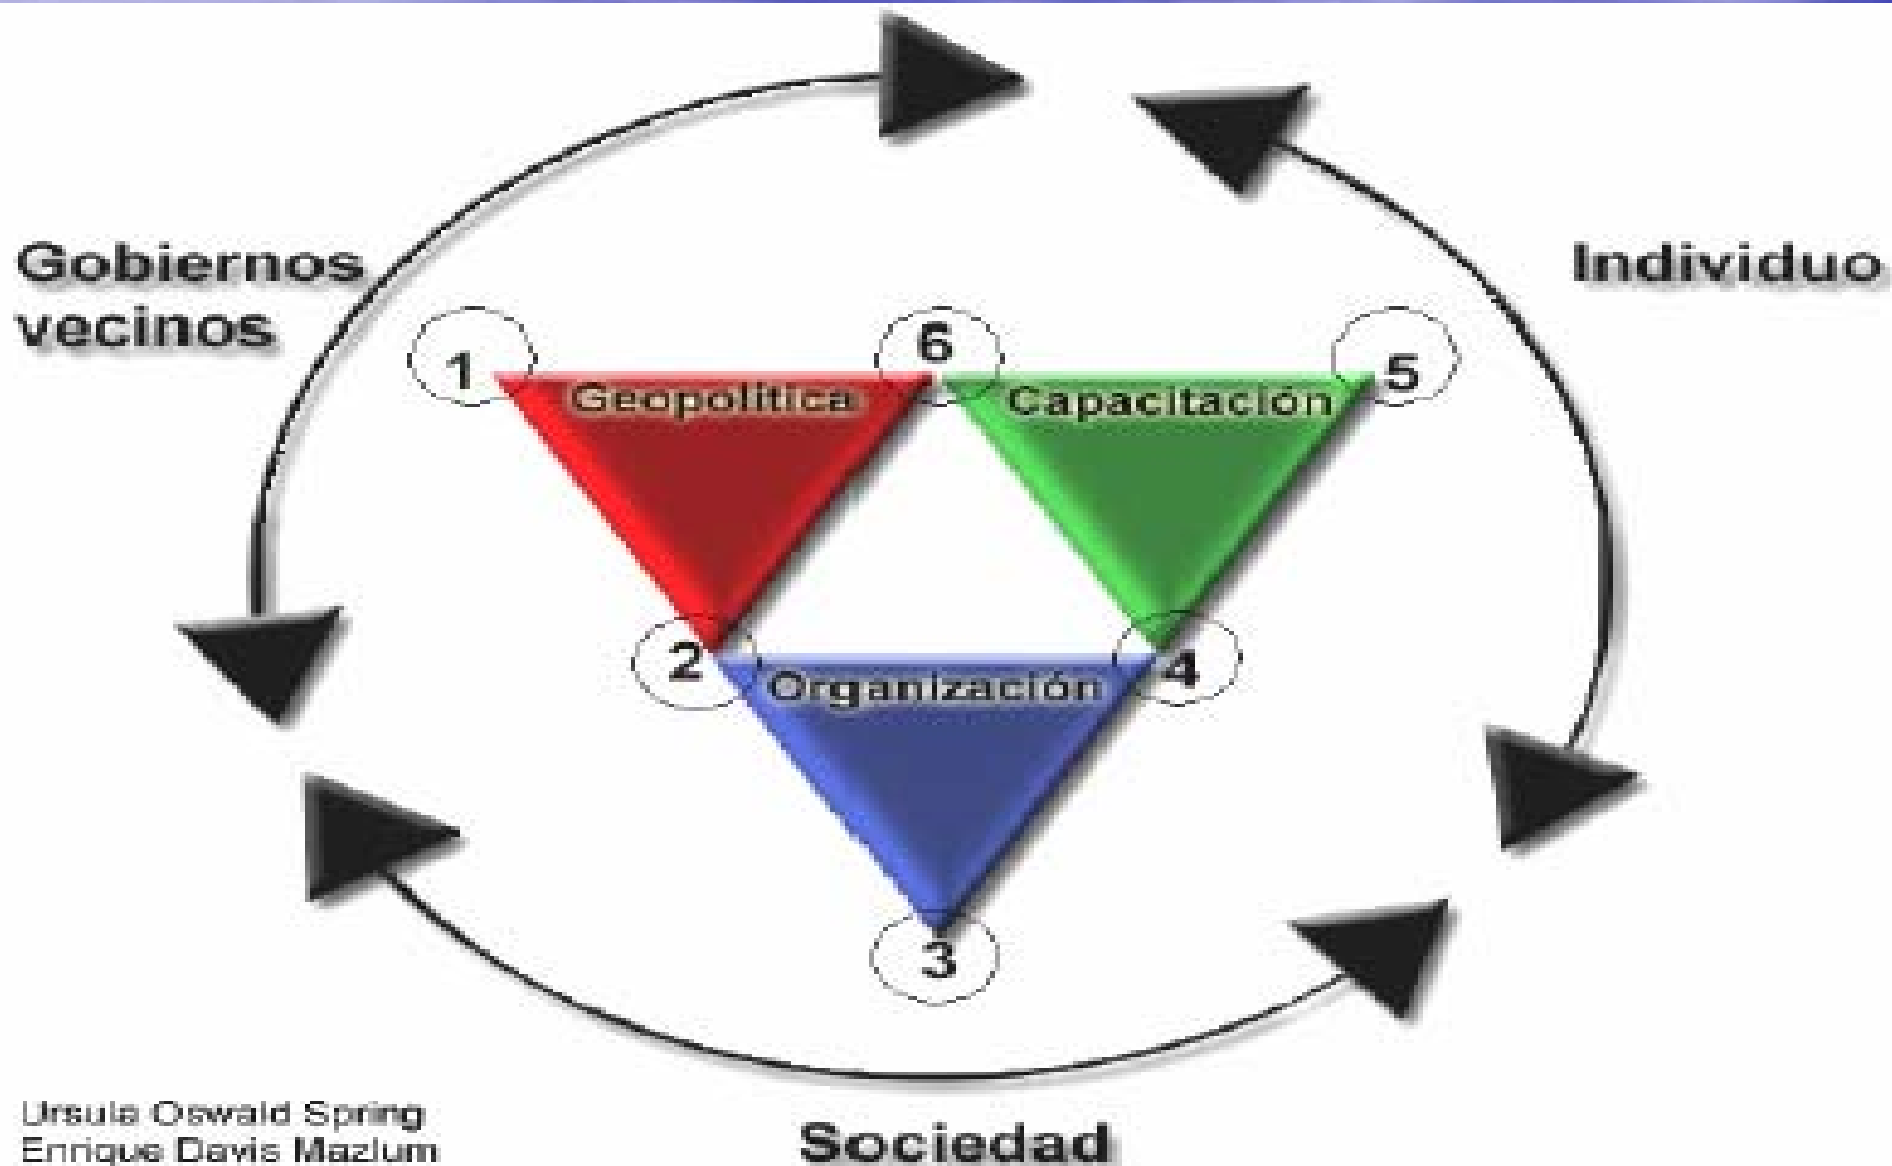 Gobiernos
vecinos
Individuo
1
6
5
Geopolítica
Capacitación
2
4
Organización
3
Ursula Oswald Spring
Enrique Davis Mazlum
Sociedad